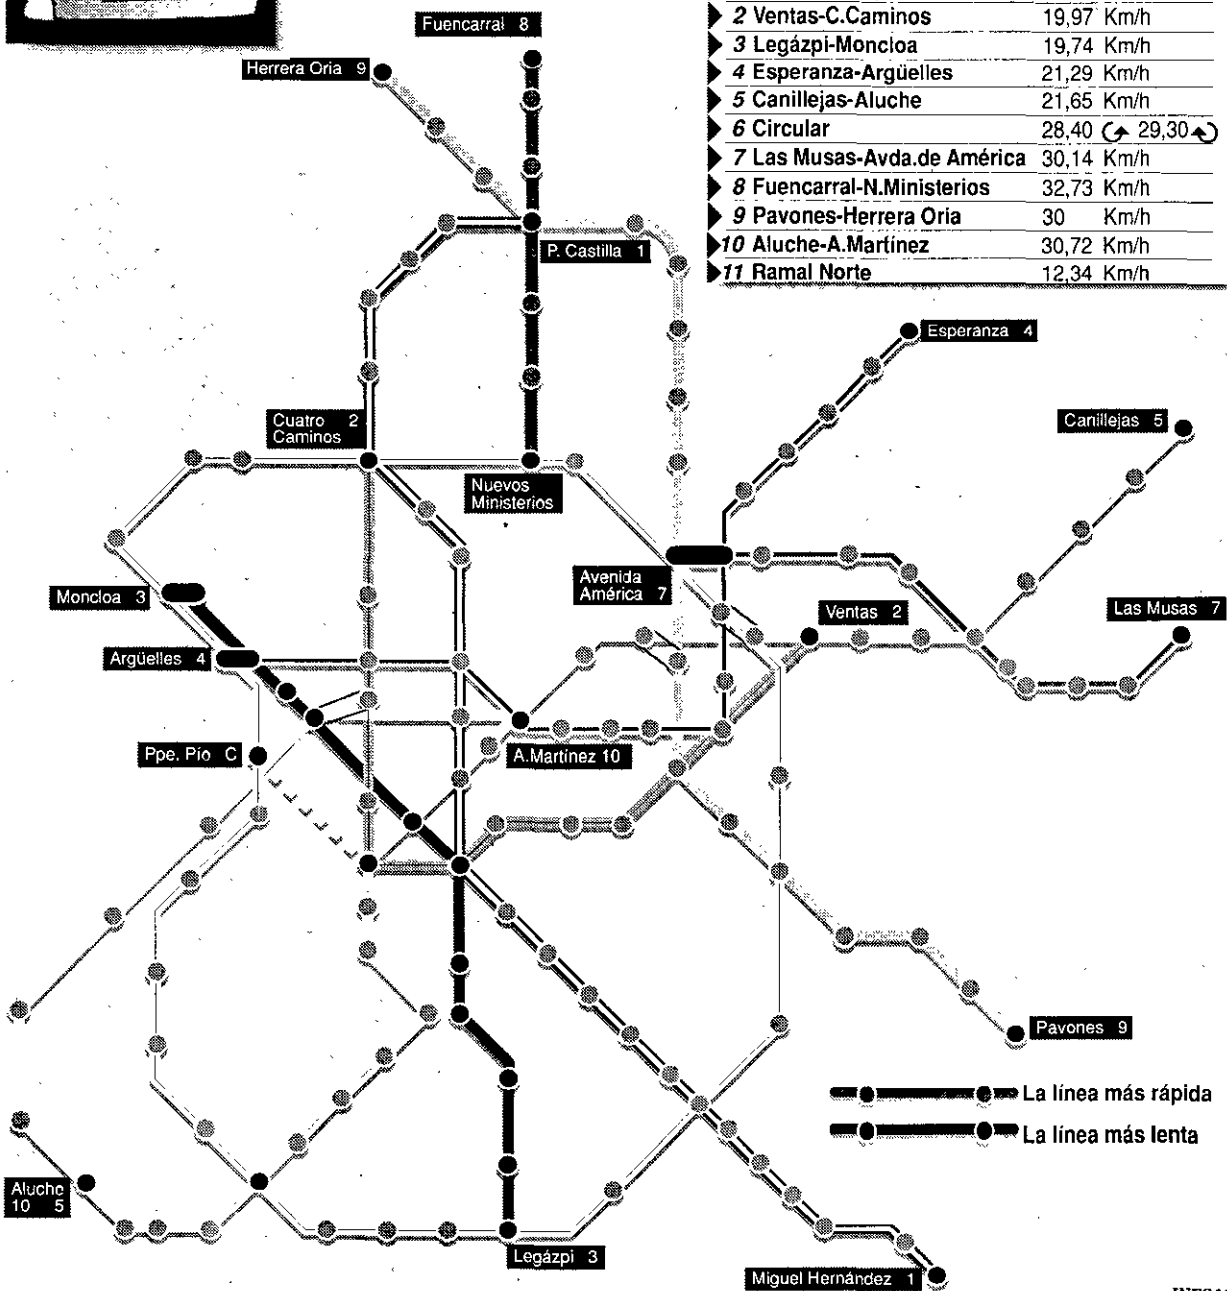 2 Ventas-C.Caminos 19,97 Km/h
3 Legázpi-Moncloa 19,74 Km/h
4 Esperanza-Argüelles 21,29 Km/h
5 Canillejas-Aluche 21,65 Km/h
6 Circular 28,40 29,30
7 Las Musas-Avda.de América 30,14 Km/h
8 Fuencarral-N.Ministerios 32,73 Km/h
9 Pavones-Herrera Oria 30 Km/h
10 Aluche-A.Martínez 30,72 Km/h
11 Ramal Norte 12,34 Km/h
Fuencarral 8
Herrera Oria 9
P. Castilla 1
Esperanza 4
Canillejas 5
Cuatro 2
Caminos
Nuevos
Ministerios
Avenida
América 7
Moncloa 3
Ventas 2
Las Musas 7
Argüelles 4
Ppe. Pío C
A.Martínez 10
Pavones 9
La línea más rápida
La línea más lenta
Aluche
10 5
Legázpi 3
Miguel Hernández 1